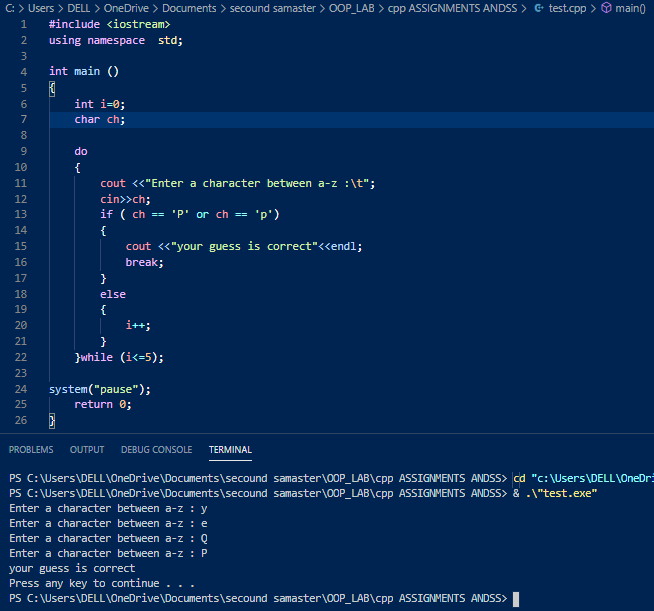 C: > Users > DELL > OneDrive > Documents > secound samaster > OOP_LAB > cpp ASSIGNMENTS ANDSS > test.cpp > main()
1 #include <iostream>
2 using namespace  std;
3
4 int main ()
5 {
6     int i=0;
7     char ch;
8
9     do
10     {
11         cout <<"Enter a character between a-z :\t";
12         cin>>ch;
13         if ( ch == 'P' or ch == 'p')
14         {
15             cout <<"your guess is correct"<<endl;
16             break;
17         }
18         else
19         {
20             i++;
21         }
22     }while (i<=5);
23
24 system("pause");
25     return 0;
26 }
PROBLEMS OUTPUT DEBUG CONSOLE TERMINAL
PS C:\Users\DELL\OneDrive\Documents\secound samaster\OOP_LAB\cpp ASSIGNMENTS ANDSS> cd "c:\Users\DELL\OneDri
PS C:\Users\DELL\OneDrive\Documents\secound samaster\OOP_LAB\cpp ASSIGNMENTS ANDSS> & .\"test.exe"
Enter a character between a-z : y
Enter a character between a-z : e
Enter a character between a-z : Q
Enter a character between a-z : P
your guess is correct
Press any key to continue . . .
PS C:\Users\DELL\OneDrive\Documents\secound samaster\OOP_LAB\cpp ASSIGNMENTS ANDSS>